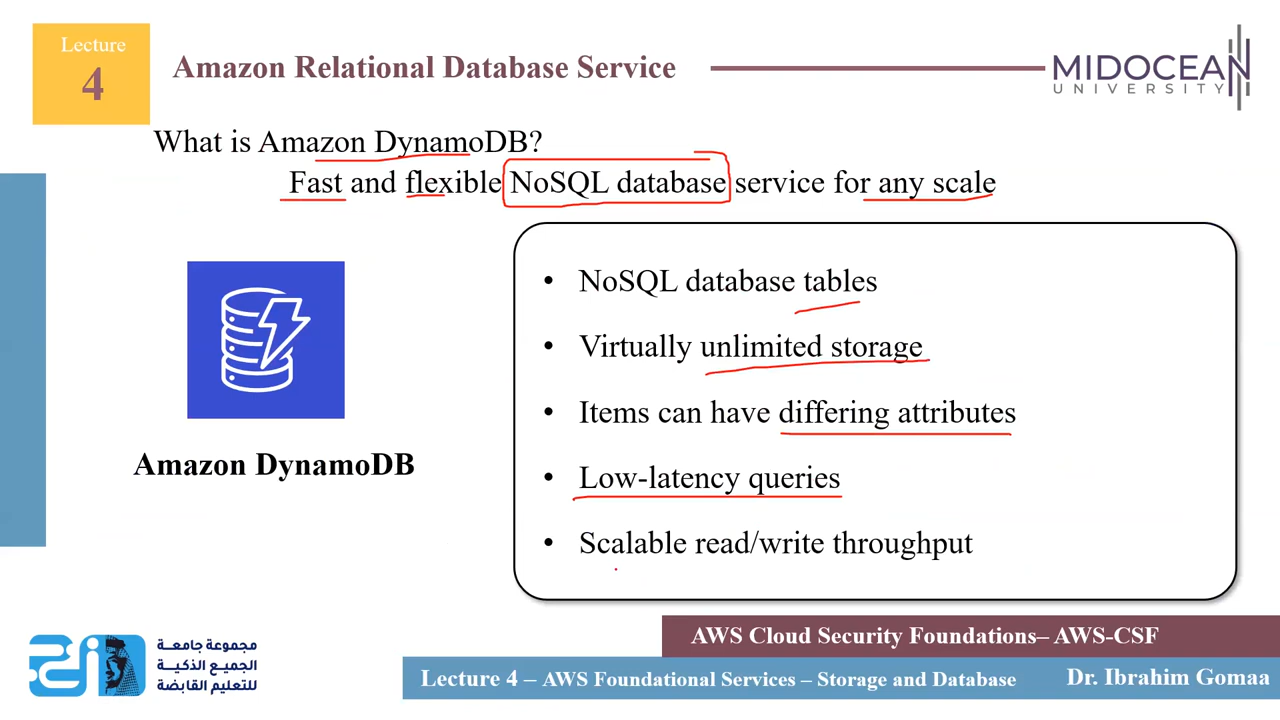 Lecture
4
Amazon Relational Database Service
MIDOCEAN
UNIVERSITY
What is Amazon DynamoDB?
Fast and flexible NoSQL database service for any scale
• NoSQL database tables
• Virtually unlimited storage
• Items can have differing attributes
• Low-latency queries
• Scalable read/write throughput
Amazon DynamoDB
مجموعة جامعة
الجميع الذكية
للتعليم القابضة
AWS Cloud Security Foundations– AWS-CSF
Lecture 4 – AWS Foundational Services – Storage and Database
Dr. Ibrahim Gomaa